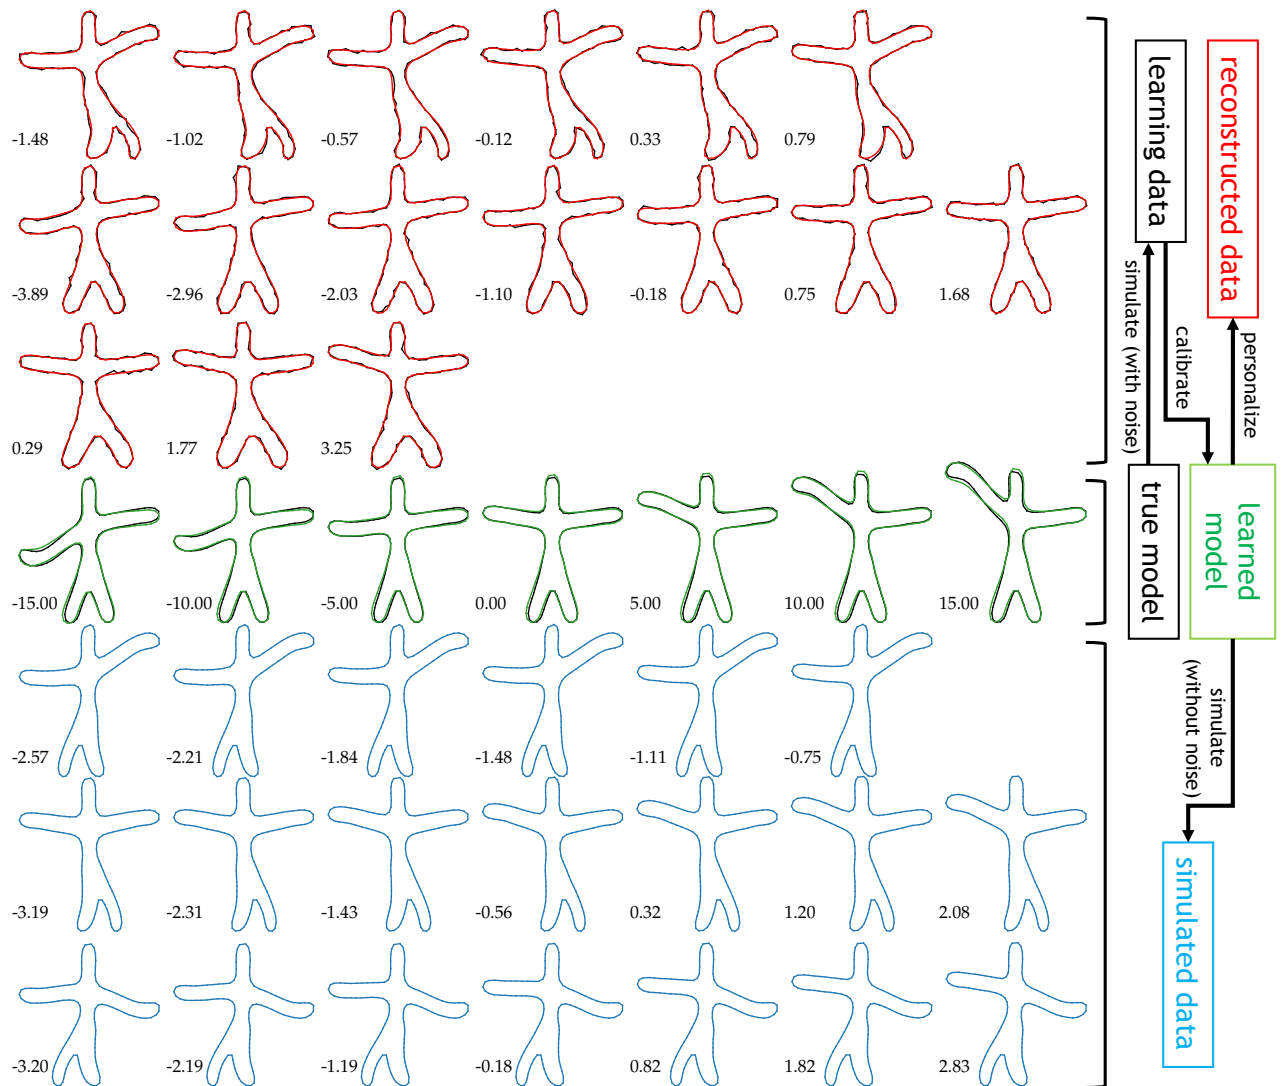 -1.48 -1.02 -0.57 -0.12 0.33 0.79
-3.89 -2.96 -2.03 -1.10 -0.18 0.75 1.68
0.29 1.77 3.25
-15.00 -10.00 -5.00 0.00 5.00 10.00 15.00
-2.57 -2.21 -1.84 -1.48 -1.11 -0.75
-3.19 -2.31 -1.43 -0.56 0.32 1.20 2.08
-3.20 -2.19 -1.19 -0.18 0.82 1.82 2.83
reconstructed data
learning data
personalize
calibrate
simulate (with noise)
learned
model
true model
simulate
(without noise)
simulated data